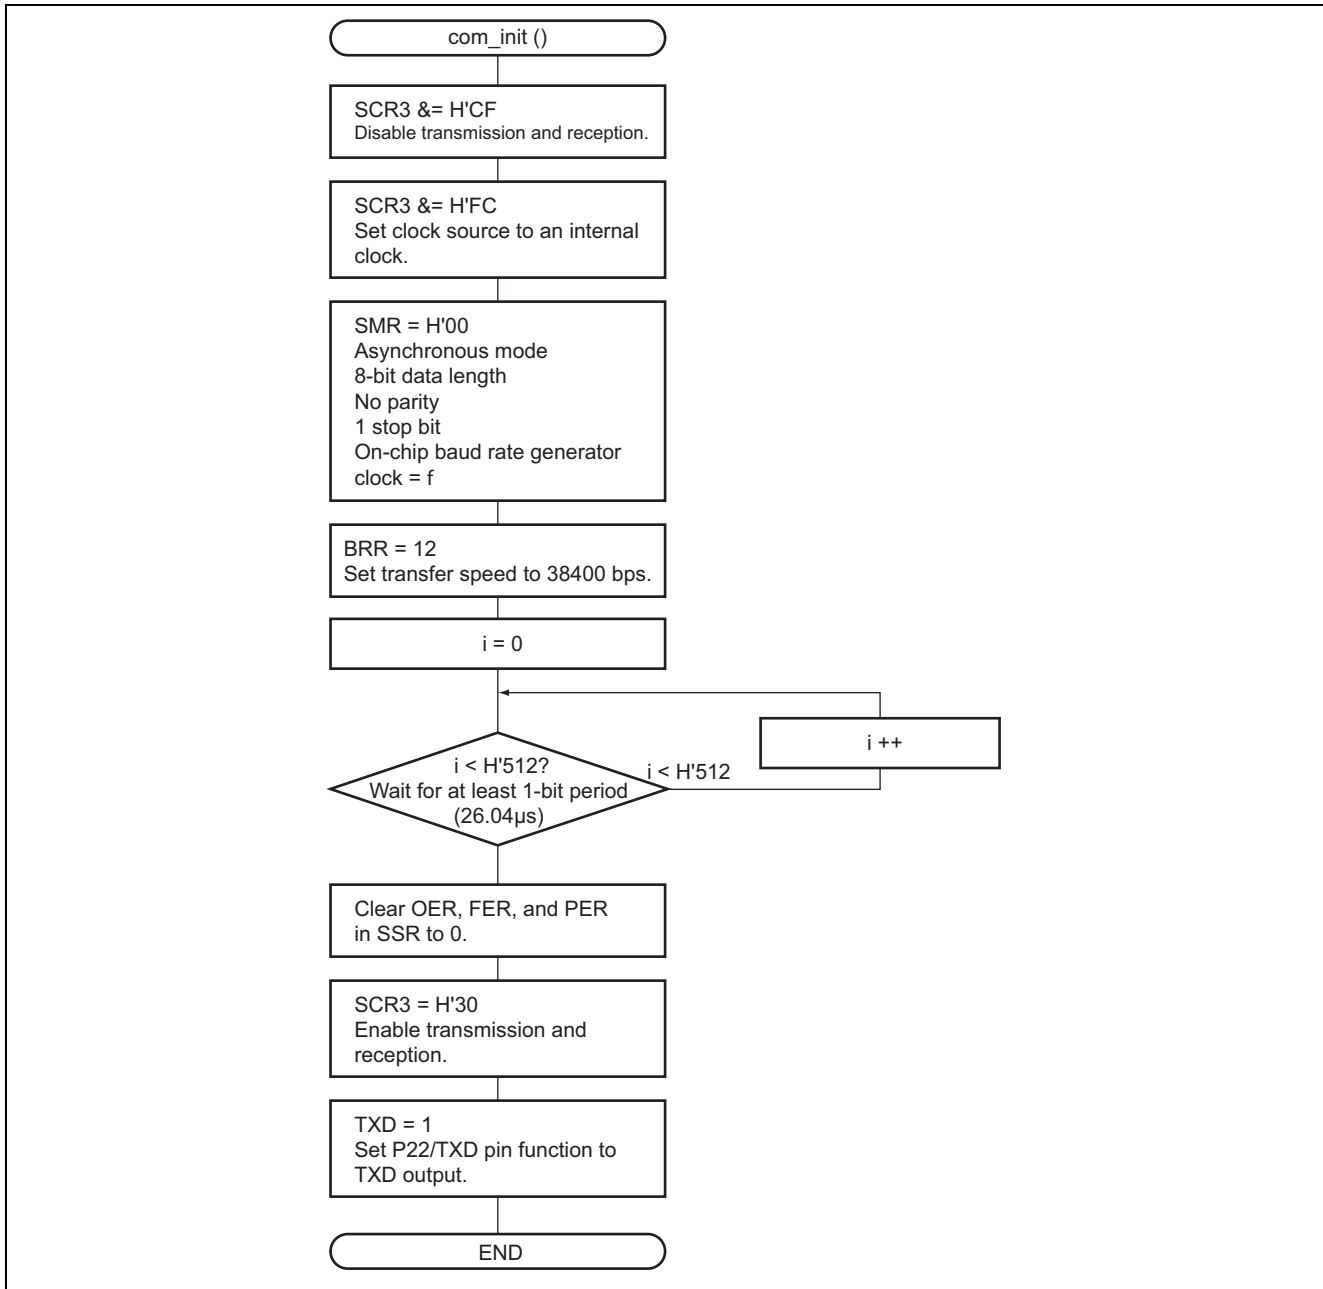 com_init ()
SCR3 &= H'CF
Disable transmission and reception.
SCR3 &= H'FC
Set clock source to an internal
clock.
SMR = H'00
Asynchronous mode
8-bit data length
No parity
1 stop bit
On-chip baud rate generator
clock = f
BRR = 12
Set transfer speed to 38400 bps.
i = 0
i ++
i < H'512?
Wait for at least 1-bit period
(26.04µs)
i < H'512
Clear OER, FER, and PER
in SSR to 0.
SCR3 = H'30
Enable transmission and
reception.
TXD = 1
Set P22/TXD pin function to
TXD output.
END